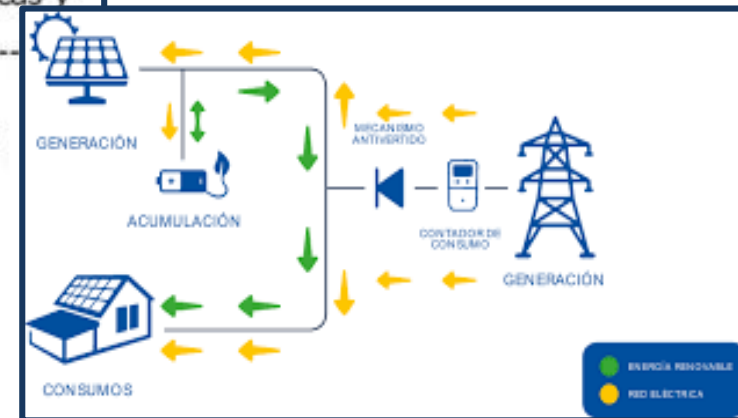 y
GENERACIÓN
MECANISMO
ANTIVERTIDO
ACUMULACIÓN
CONTADOR DE
CONSUMO
GENERACIÓN
CONSUMOS
ENERGÍA RENOVABLE
RED ELÉCTRICA